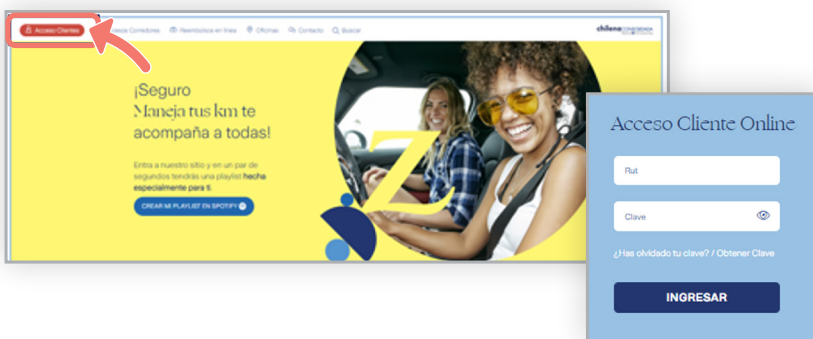 Acceso Clientes
Corredores
Reembolsos en línea
Oficinas
Contacto
Buscar
chilena CONSOLIDADA
¡Seguro
Maneja tus km te
acompaña a todas!
Entra a nuestro sitio y en un par de
segundos tendrás una playlist hecha
especialmente para ti.
CREAR MI PLAYLIST EN SPOTIFY
Z
Acceso Cliente Online
Rut
Clave
¿Has olvidado tu clave? / Obtener Clave
INGRESAR